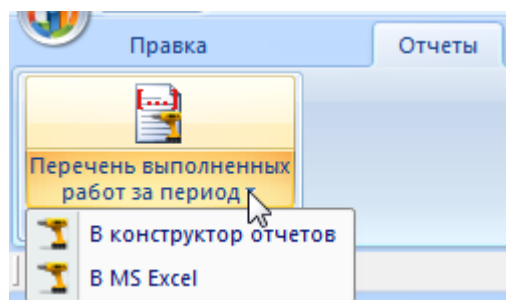 Правка Отчеты
Перечень выполненных
работ за период
В конструктор отчетов
В MS Excel